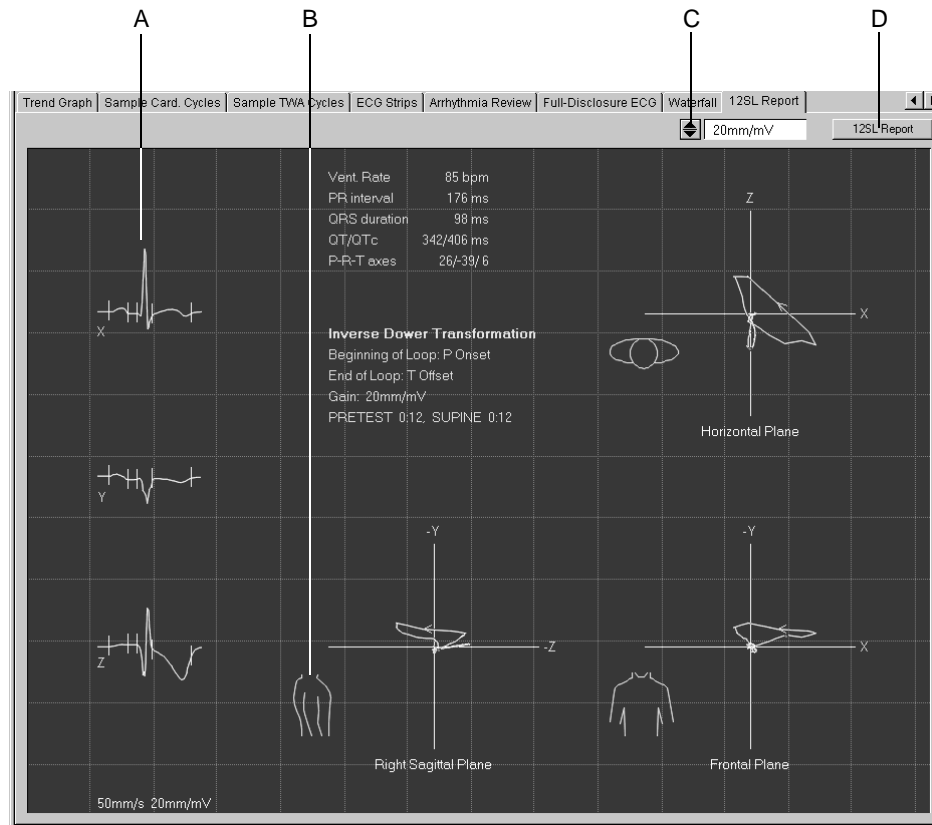 A B C D
Trend Graph Sample Card. Cycles Sample TWA Cycles ECG Strips Arrhythmia Review Full-Disclosure ECG Waterfall 12SL Report
20mm/mV 12SL Report
Vent. Rate 85 bpm
PR interval 176 ms
QRS duration 98 ms
QT/QTc 342/406 ms
P-R-T axes 26/-39/ 6
Z
X
X
Inverse Dower Transformation
Beginning of Loop: P Onset
End of Loop: T Offset
Gain: 20mm/mV
PRETEST 0:12, SUPINE 0:12
Horizontal Plane
Y
-Y -Y
Z
-Z
X
Right Sagittal Plane Frontal Plane
50mm/s 20mm/mV